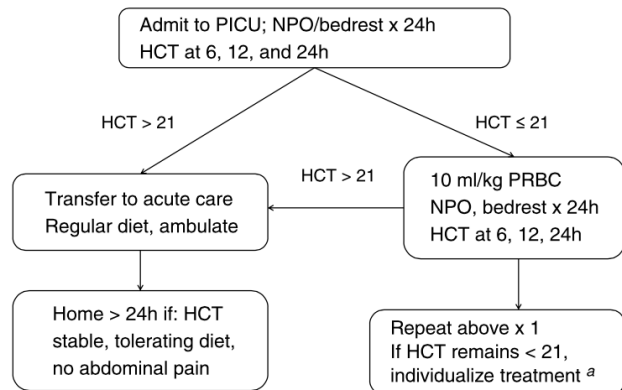 Admit to PICU; NPO/bedrest x 24h
HCT at 6, 12, and 24h
HCT > 21
HCT ≤ 21
HCT > 21
Transfer to acute care
Regular diet, ambulate
10 ml/kg PRBC
NPO, bedrest x 24h
HCT at 6, 12, 24h
Home > 24h if: HCT
stable, tolerating diet,
no abdominal pain
Repeat above x 1
If HCT remains < 21,
individualize treatment a